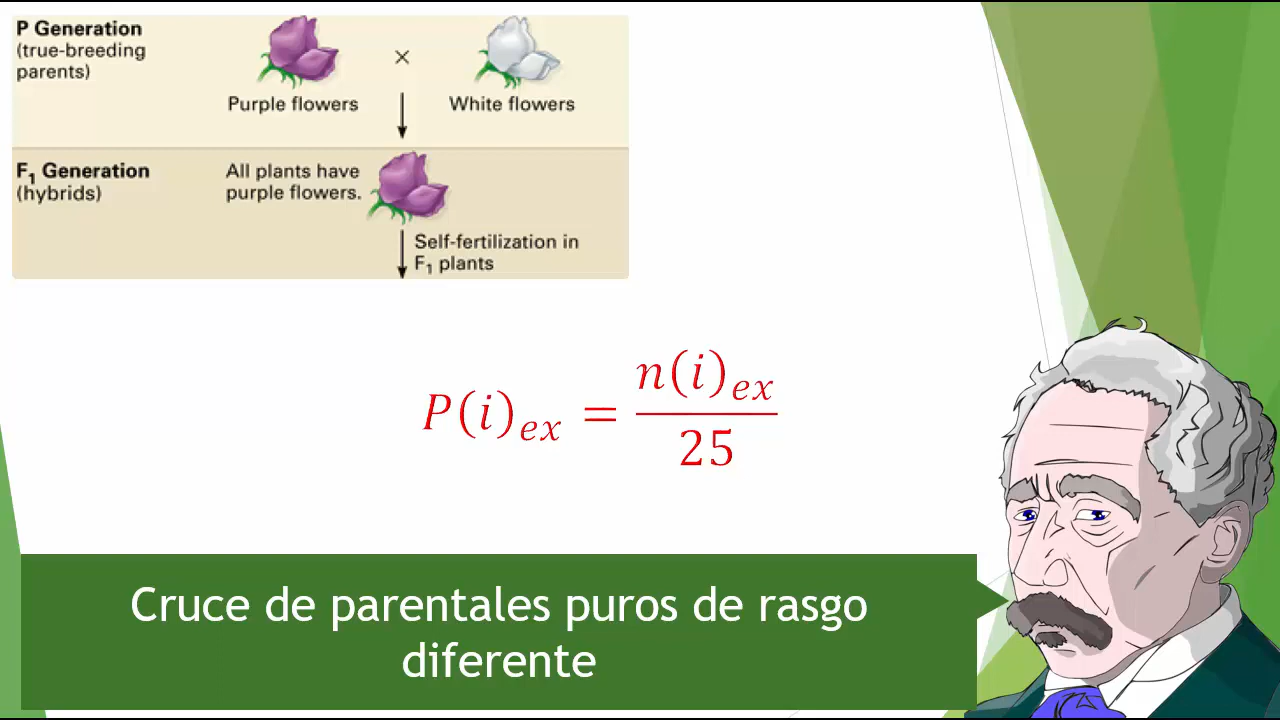 P Generation
(true-breeding
parents)
×
Purple flowers
White flowers
F₁ Generation
(hybrids)
All plants have
purple flowers.
Self-fertilization in
F₁ plants
P(i)ₑₓ = n(i)ₑₓ / 25
Cruce de parentales puros de rasgo
diferente